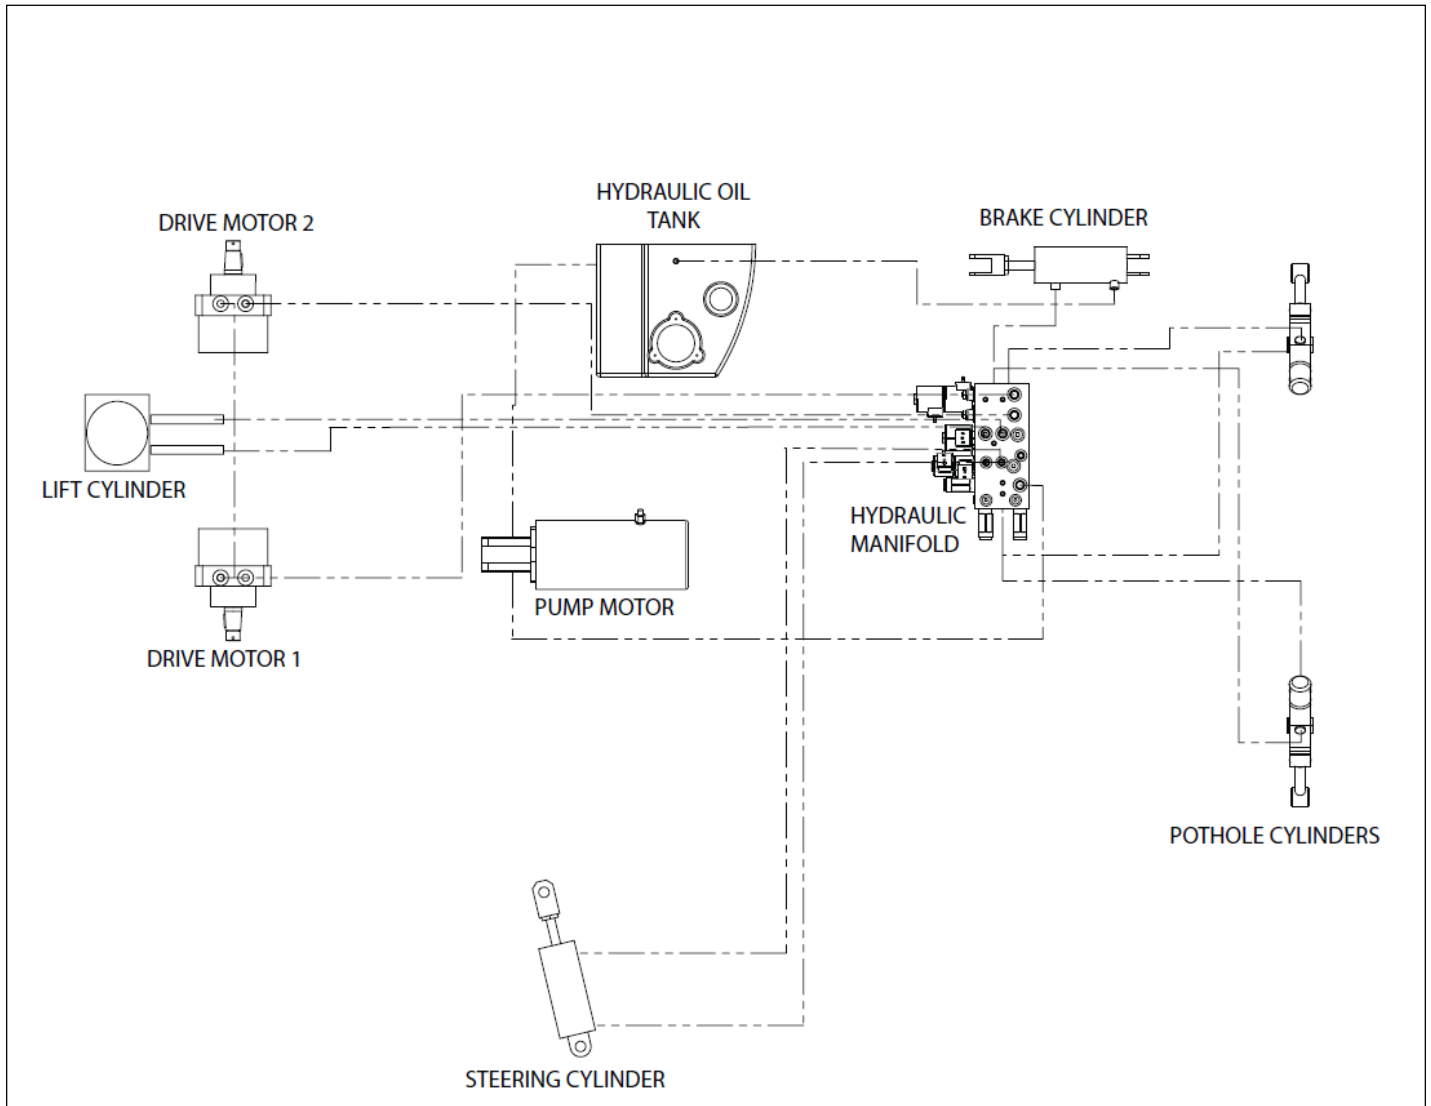 HYDRAULIC OIL
TANK
DRIVE MOTOR 2
BRAKE CYLINDER
LIFT CYLINDER
HYDRAULIC
MANIFOLD
PUMP MOTOR
DRIVE MOTOR 1
POTHOLE CYLINDERS
STEERING CYLINDER